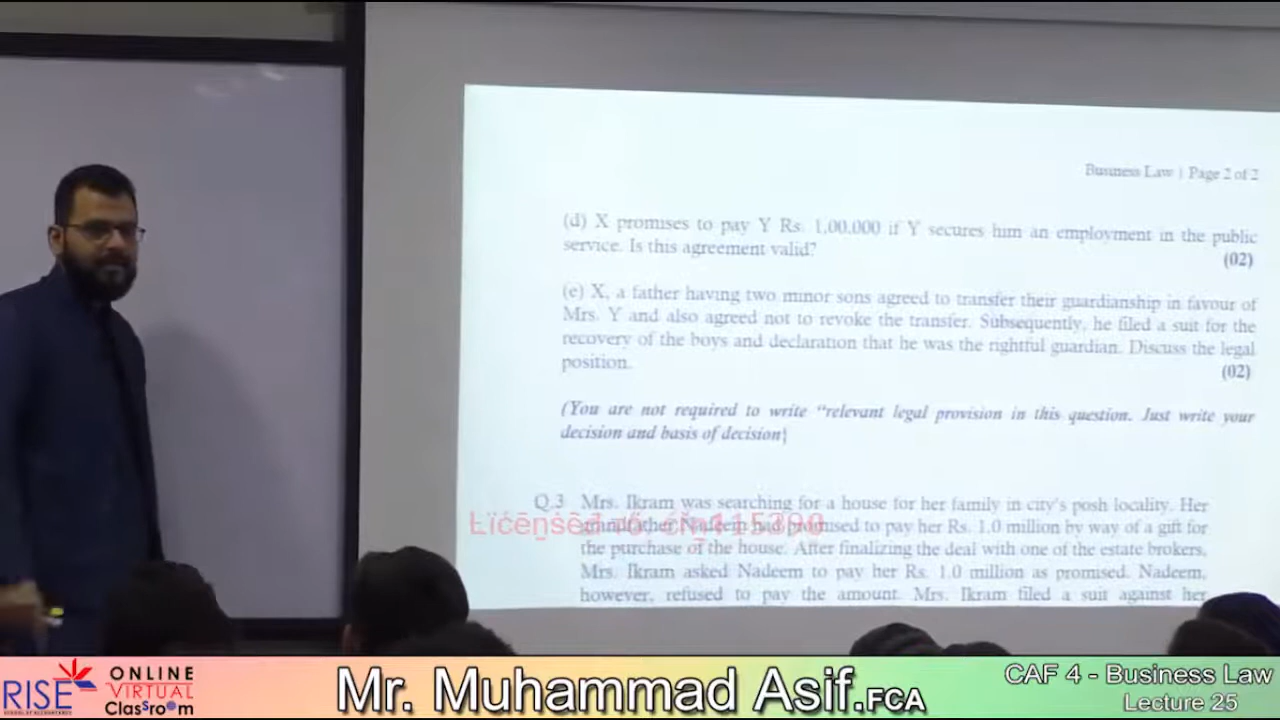 Business Law | Page 2 of 2
(d) X promises to pay Y Rs. 1,00,000 if Y secures him an employment in the public
service. Is this agreement valid?
(02)
(e) X, a father having two minor sons agreed to transfer their guardianship in favour of
Mrs. Y and also agreed not to revoke the transfer. Subsequently, he filed a suit for the
recovery of the boys and declaration that he was the rightful guardian. Discuss the legal
position.
(02)
(You are not required to write “relevant legal provision in this question. Just write your
decision and basis of decision}
Q.3 Mrs. Ikram was searching for a house for her family in city's posh locality. Her
grandfather Nadeem had promised to pay her Rs. 1.0 million by way of a gift for
the purchase of the house. After finalizing the deal with one of the estate brokers,
Mrs. Ikram asked Nadeem to pay her Rs. 1.0 million as promised. Nadeem,
however, refused to pay the amount. Mrs. Ikram filed a suit against her
RISE
ONLINE
VIRTUAL
Classroom
Mr. Muhammad Asif.FCA
CAF 4 - Business Law
Lecture 25